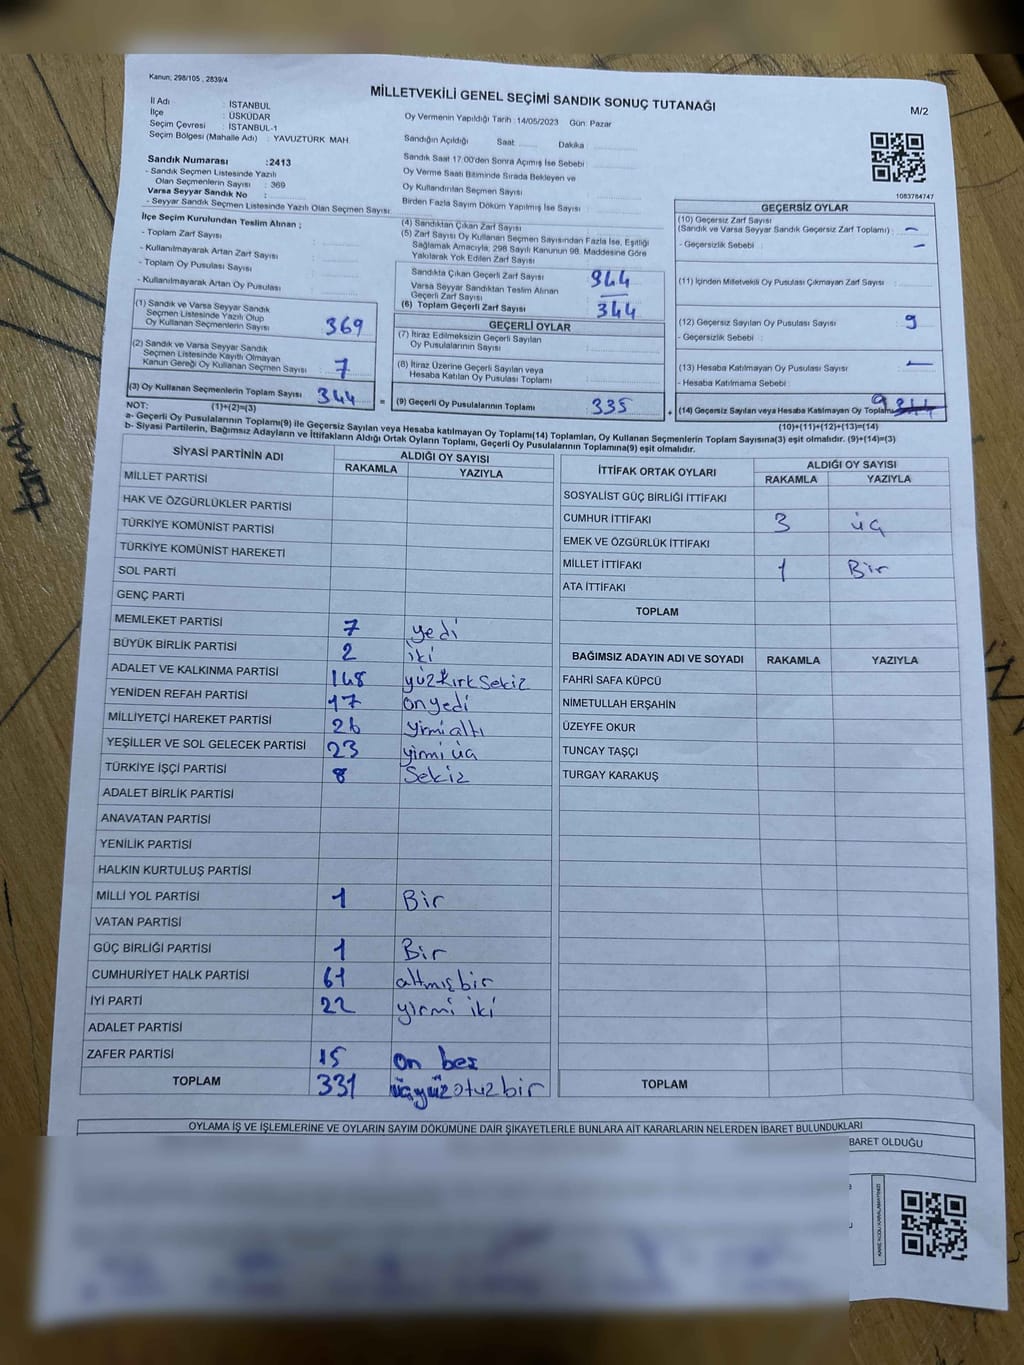 Kanun; 298/105 , 2839/4
MİLLETVEKİLİ GENEL SEÇİMİ SANDIK SONUÇ TUTANAĞI
M/2
İl Adı : İSTANBUL
İlçe : ÜSKÜDAR
Seçim Çevresi : İSTANBUL-1
Seçim Bölgesi (Mahalle Adı) : YAVUZTÜRK MAH
Sandık Numarası :2413
- Sandık Seçmen Listesinde Yazılı
Olan Seçmenlerin Sayısı : 369
Varsa Seyyar Sandık No :
- Seyyar Sandık Seçmen Listesinde Yazılı Olan Seçmen Sayısı:
Oy Vermenin Yapıldığı Tarih :14/05/2023 Gün: Pazar
Sandığın Açıldığı Saat Dakika :
Sandık Saat 17.00'den Sonra Açımış İse Sebebi :
Oy Verme Saati Bitiminde Sırada Bekleyen ve
Oy Kullandırılan Seçmen Sayısı
Birden Fazla Sayım Döküm Yapılmış İse Sayısı :
1083784747
İlçe Seçim Kurulundan Teslim Alınan ;
- Toplam Zarf Sayısı :
- Kullanılmayarak Artan Zarf Sayısı :
- Toplam Oy Pusulası Sayısı :
- Kullanılmayarak Artan Oy Pusulası :
(1) Sandık ve Varsa Seyyar Sandık
Seçmen Listesinde Yazılı Olup
Oy Kullanan Seçmenlerin Sayısı 369
(2) Sandık ve Varsa Seyyar Sandık
Seçmen Listesinde Kayıtlı Olmayan
Kanun Gereği Oy Kullanan Seçmen Sayısı 7
(3) Oy Kullanan Seçmenlerin Toplam Sayısı 344
(1)+(2)=(3)
(4) Sandıktan Çıkan Zarf Sayısı
(5) Zarf Sayısı Oy Kullanan Seçmen Sayısından Fazla İse, Eşitliği
Sağlamak Amacıyla; 298 Sayılı Kanunun 98. Maddesine Göre
Yakılarak Yok Edilen Zarf Sayısı
Sandıkta Çıkan Geçerli Zarf Sayısı 344
Varsa Seyyar Sandıktan Teslim Alınan
Geçerli Zarf Sayısı
(6) Toplam Geçerli Zarf Sayısı 344
GEÇERLİ OYLAR
(7) İtiraz Edilmeksizin Geçerli Sayılan
Oy Pusulalarının Sayısı
(8) İtiraz Üzerine Geçerli Sayılan veya
Hesaba Katılan Oy Pusulası Toplamı
= (9) Geçerli Oy Pusulalarının Toplamı 335 +
GEÇERSİZ OYLAR
(10) Geçersiz Zarf Sayısı
(Sandık ve Varsa Seyyar Sandık Geçersiz Zarf Toplamı) : -
- Geçersizlik Sebebi : -
(11) İçinden Milletvekili Oy Pusulası Çıkmayan Zarf Sayısı :
(12) Geçersiz Sayılan Oy Pusulası Sayısı : 9
- Geçersizlik Sebebi :
(13) Hesaba Katılmayan Oy Pusulası Sayısı : -
- Hesaba Katılmama Sebebi :
(14) Geçersiz Sayılan veya Hesaba Katılmayan Oy Toplamı 9
(10)+(11)+(12)+(13)=(14)
NOT:
a- Geçerli Oy Pusulalarının Toplamı(9) ile Geçersiz Sayılan veya Hesaba katılmayan Oy Toplamı(14) Toplamları, Oy Kullanan Seçmenlerin Toplam Sayısına(3) eşit olmalıdır. (9)+(14)=(3)
b- Siyasi Partilerin, Bağımsız Adayların ve İttifakların Aldığı Ortak Oyların Toplamı, Geçerli Oy Pusulalarının Toplamına(9) eşit olmalıdır.
SİYASİ PARTİNİN ADI ALDIĞI OY SAYISI
RAKAMLA YAZIYLA
MİLLET PARTİSİ
HAK VE ÖZGÜRLÜKLER PARTİSİ
TÜRKİYE KOMÜNİST PARTİSİ
TÜRKİYE KOMÜNİST HAREKETİ
SOL PARTİ
GENÇ PARTİ
MEMLEKET PARTİSİ 7 yedi
BÜYÜK BİRLİK PARTİSİ 2 iki
ADALET VE KALKINMA PARTİSİ 148 yüzkırksekiz
YENİDEN REFAH PARTİSİ 17 onyedi
MİLLİYETÇİ HAREKET PARTİSİ 26 yirmialtı
YEŞİLLER VE SOL GELECEK PARTİSİ 23 yirmi üç
TÜRKİYE İŞÇİ PARTİSİ 8 Sekiz
ADALET BİRLİK PARTİSİ
ANAVATAN PARTİSİ
YENİLİK PARTİSİ
HALKIN KURTULUŞ PARTİSİ
MİLLİ YOL PARTİSİ 1 Bir
VATAN PARTİSİ
GÜÇ BİRLİĞİ PARTİSİ 1 Bir
CUMHURİYET HALK PARTİSİ 61 altmışbir
İYİ PARTİ 22 yirmi iki
ADALET PARTİSİ
ZAFER PARTİSİ 15 on beş
TOPLAM 331 üçyüzotuzbir
İTTİFAK ORTAK OYLARI ALDIĞI OY SAYISI
RAKAMLA YAZIYLA
SOSYALİST GÜÇ BİRLİĞİ İTTİFAKI
CUMHUR İTTİFAKI 3 üç
EMEK VE ÖZGÜRLÜK İTTİFAKI
MİLLET İTTİFAKI 1 Bir
ATA İTTİFAKI
TOPLAM
BAĞIMSIZ ADAYIN ADI VE SOYADI RAKAMLA YAZIYLA
FAHRİ SAFA KÜPCÜ
NİMETULLAH ERŞAHİN
ÜZEYFE OKUR
TUNCAY TAŞÇI
TURGAY KARAKUŞ
TOPLAM
OYLAMA İŞ VE İŞLEMLERİNE VE OYLARIN SAYIM DÖKÜMÜNE DAİR ŞİKAYETLERLE BUNLARA AİT KARARLARIN NELERDEN İBARET BULUNDUKLARI
BARET OLDUĞU